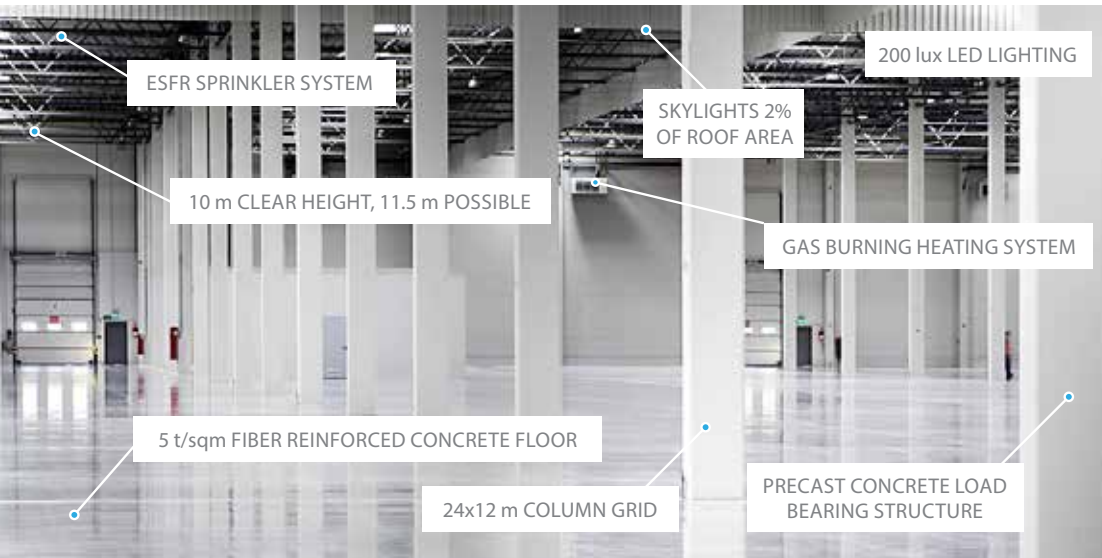 200 lux LED LIGHTING
ESFR SPRINKLER SYSTEM
SKYLIGHTS 2%
OF ROOF AREA
10 m CLEAR HEIGHT, 11.5 m POSSIBLE
GAS BURNING HEATING SYSTEM
5 t/sqm FIBER REINFORCED CONCRETE FLOOR
24x12 m COLUMN GRID
PRECAST CONCRETE LOAD
BEARING STRUCTURE